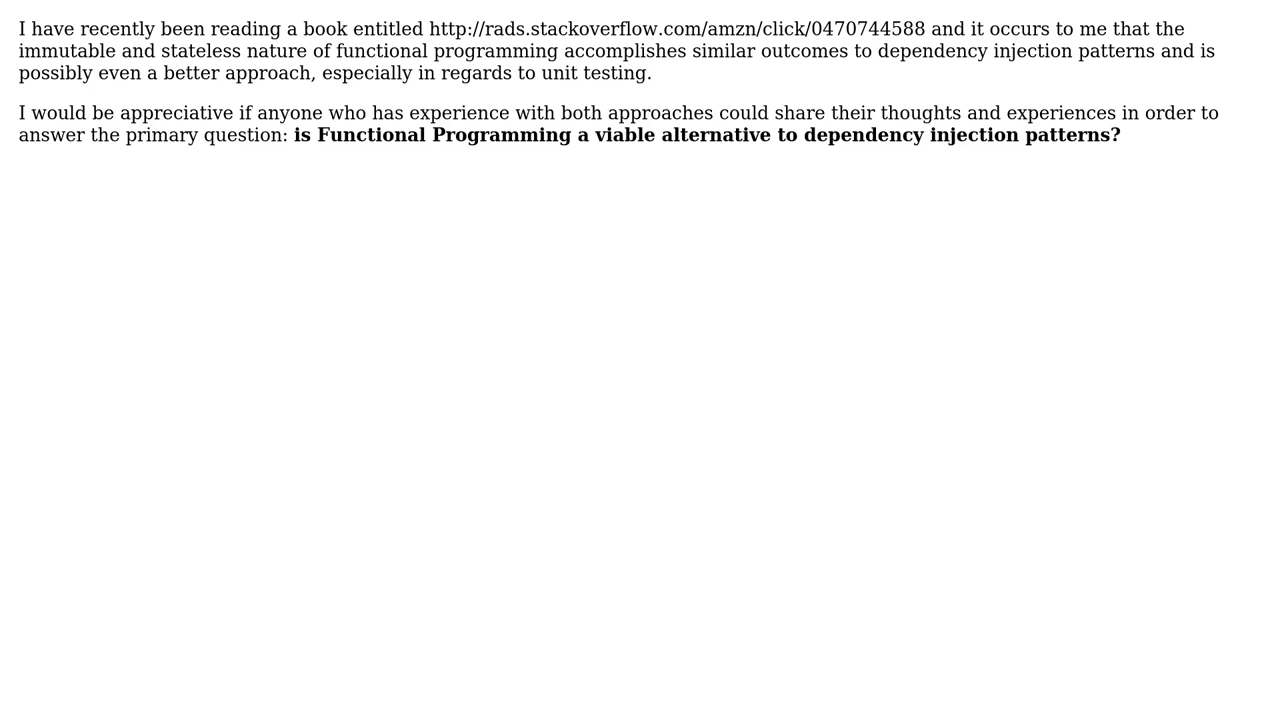 I have recently been reading a book entitled http://rads.stackoverflow.com/amzn/click/0470744588 and it occurs to me that the
immutable and stateless nature of functional programming accomplishes similar outcomes to dependency injection patterns and is
possibly even a better approach, especially in regards to unit testing.
I would be appreciative if anyone who has experience with both approaches could share their thoughts and experiences in order to
answer the primary question: is Functional Programming a viable alternative to dependency injection patterns?